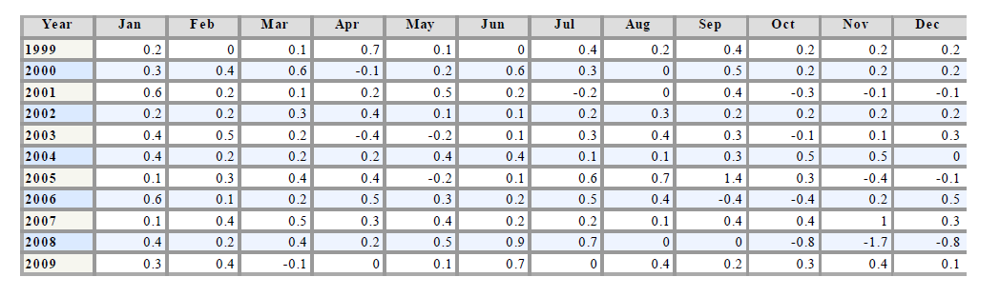 Year Jan Feb Mar Apr May Jun Jul Aug Sep Oct Nov Dec
1999 0.2 0 0.1 0.7 0.1 0 0.4 0.2 0.4 0.2 0.2 0.2
2000 0.3 0.4 0.6 -0.1 0.2 0.6 0.3 0 0.5 0.2 0.2 0.2
2001 0.6 0.2 0.1 0.2 0.5 0.2 -0.2 0 0.4 -0.3 -0.1 -0.1
2002 0.2 0.2 0.3 0.4 0.1 0.1 0.2 0.3 0.2 0.2 0.2 0.2
2003 0.4 0.5 0.2 -0.4 -0.2 0.1 0.3 0.4 0.3 -0.1 0.1 0.3
2004 0.4 0.2 0.2 0.2 0.4 0.4 0.1 0.1 0.3 0.5 0.5 0
2005 0.1 0.3 0.4 0.4 -0.2 0.1 0.6 0.7 1.4 0.3 -0.4 -0.1
2006 0.6 0.1 0.2 0.5 0.3 0.2 0.5 0.4 -0.4 -0.4 0.2 0.5
2007 0.1 0.4 0.5 0.3 0.4 0.2 0.2 0.1 0.4 0.4 1 0.3
2008 0.4 0.2 0.4 0.2 0.5 0.9 0.7 0 0 -0.8 -1.7 -0.8
2009 0.3 0.4 -0.1 0 0.1 0.7 0 0.4 0.2 0.3 0.4 0.1